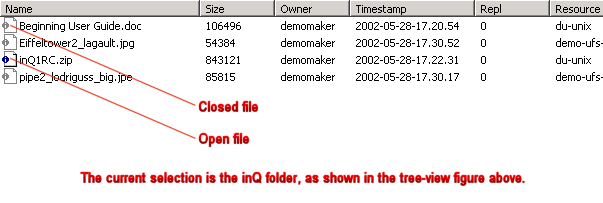 Name Size Owner Timestamp Repl Resource
Beginning User Guide.doc 106496 demomaker 2002-05-28-17.20.54 0 du-unix
Eiffeltower2_lagault.jpg 54384 demomaker 2002-05-28-17.30.52 0 demo-ufs-
inQ1RC.zip 843121 demomaker 2002-05-28-17.22.31 0 du-unix
pipe2_lodriguss_big.jpe 85815 demomaker 2002-05-28-17.30.17 0 demo-ufs-
Closed file
Open file
The current selection is the inQ folder, as shown in the tree-view figure above.